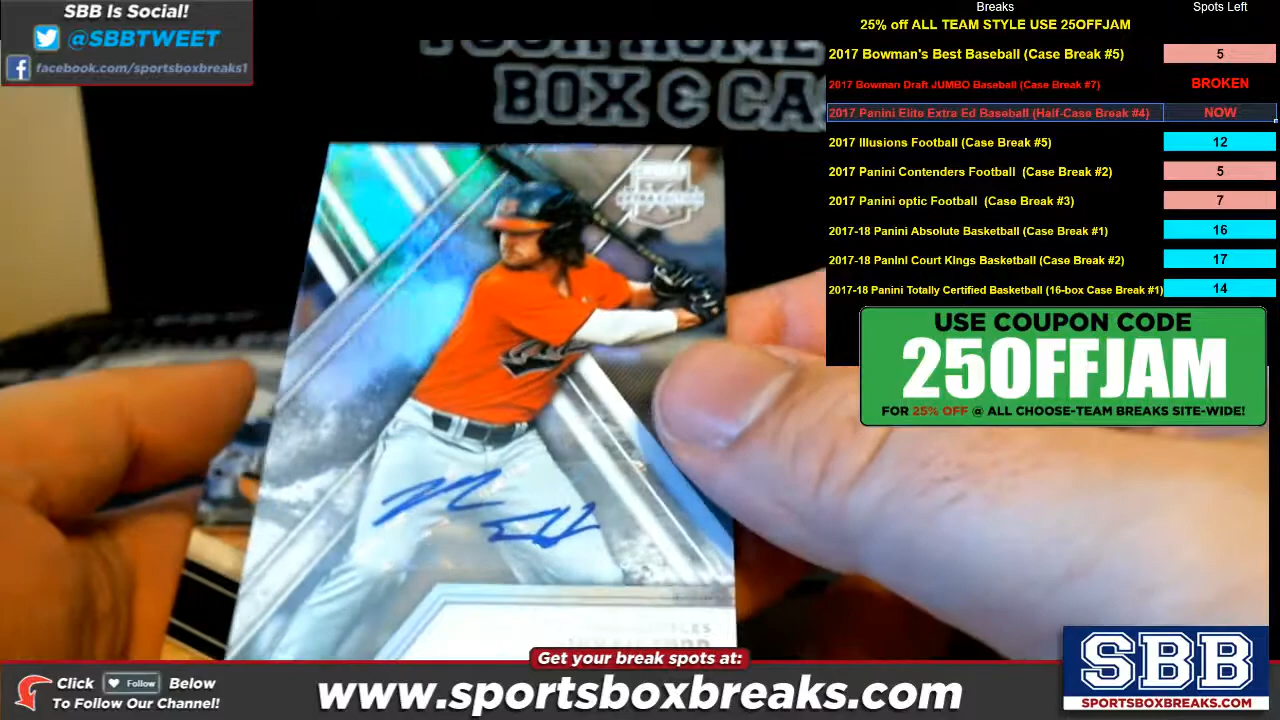 SBB Is Social!
@SBBTWEET
facebook.com/sportsboxbreaks1
BOX & CA
EXTRA EDITION
Breaks Spots Left
25% off ALL TEAM STYLE USE 25OFFJAM
2017 Bowman's Best Baseball (Case Break #5) 5
2017 Bowman Draft JUMBO Baseball (Case Break #7) BROKEN
2017 Panini Elite Extra Ed Baseball (Half-Case Break #4) NOW
2017 Illusions Football (Case Break #5) 12
2017 Panini Contenders Football (Case Break #2) 5
2017 Panini optic Football (Case Break #3) 7
2017-18 Panini Absolute Basketball (Case Break #1) 16
2017-18 Panini Court Kings Basketball (Case Break #2) 17
2017-18 Panini Totally Certified Basketball (16-box Case Break #1) 14
USE COUPON CODE
25OFFJAM
FOR 25% OFF @ ALL CHOOSE-TEAM BREAKS SITE-WIDE!
Get your break spots at:
Click Follow Below
To Follow Our Channel!
www.sportsboxbreaks.com
SBB
SPORTSBOXBREAKS.COM